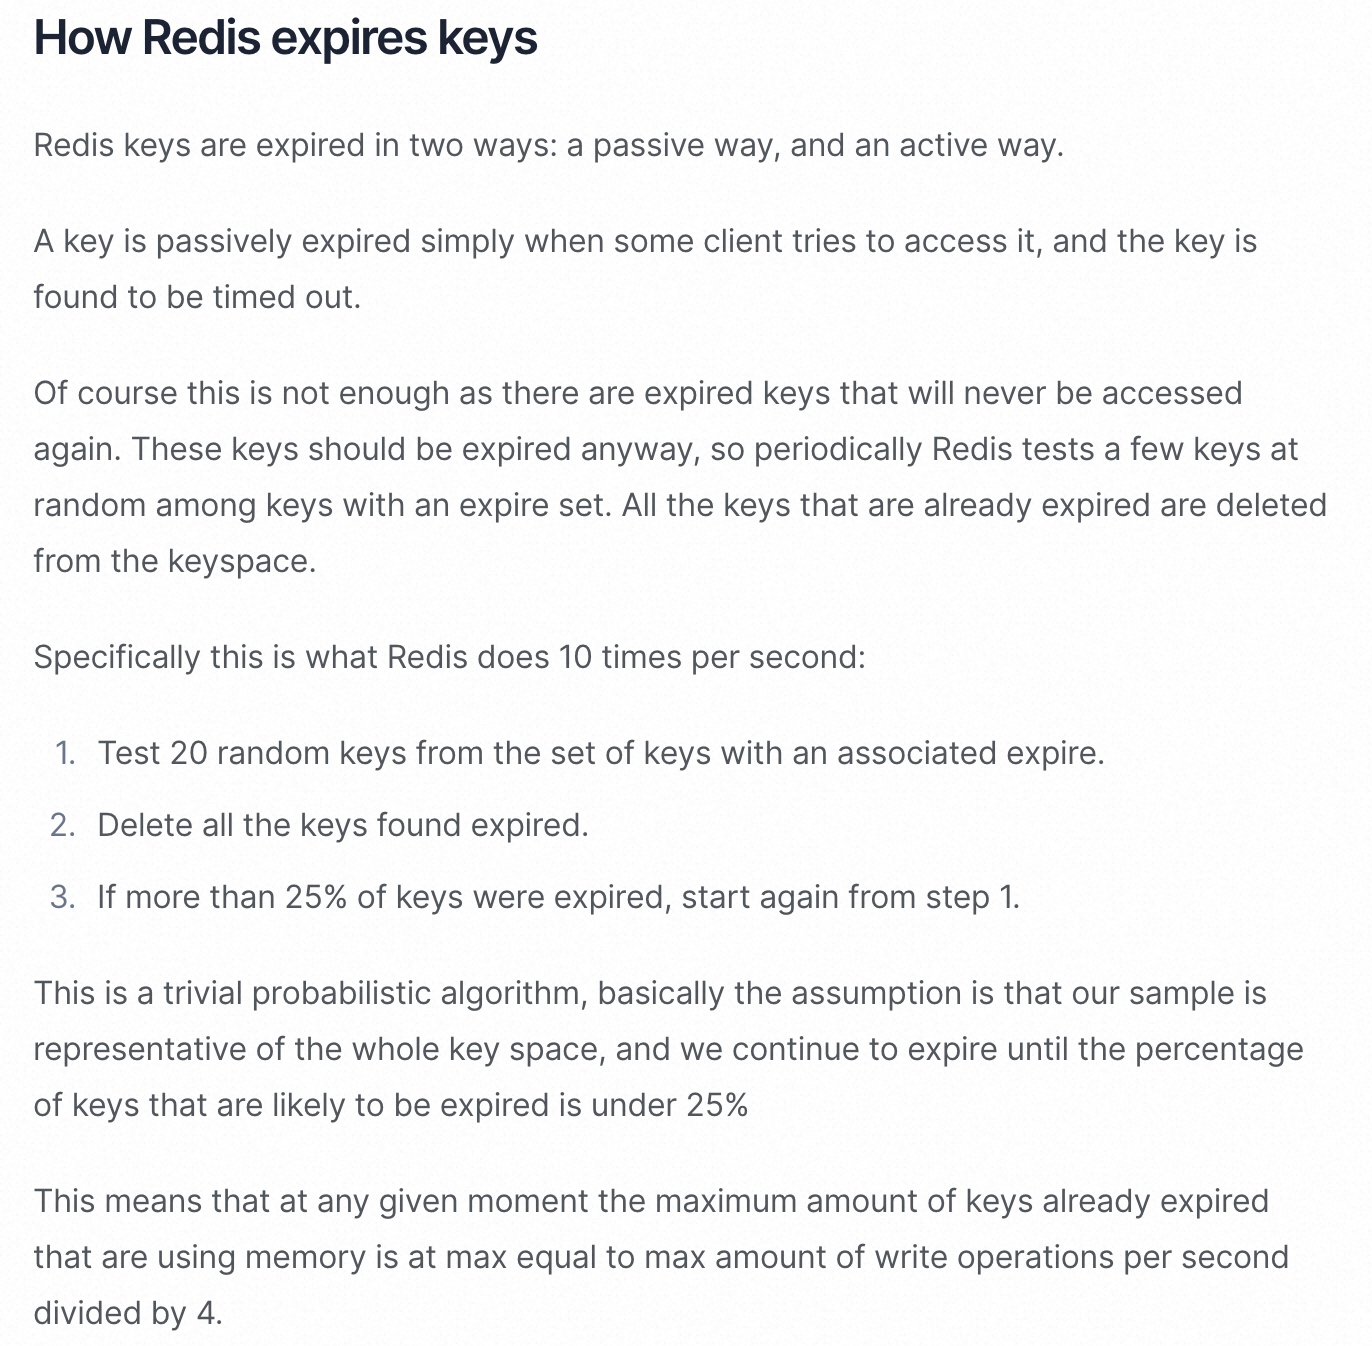 How Redis expires keys
Redis keys are expired in two ways: a passive way, and an active way.
A key is passively expired simply when some client tries to access it, and the key is
found to be timed out.
Of course this is not enough as there are expired keys that will never be accessed
again. These keys should be expired anyway, so periodically Redis tests a few keys at
random among keys with an expire set. All the keys that are already expired are deleted
from the keyspace.
Specifically this is what Redis does 10 times per second:
1. Test 20 random keys from the set of keys with an associated expire.
2. Delete all the keys found expired.
3. If more than 25% of keys were expired, start again from step 1.
This is a trivial probabilistic algorithm, basically the assumption is that our sample is
representative of the whole key space, and we continue to expire until the percentage
of keys that are likely to be expired is under 25%
This means that at any given moment the maximum amount of keys already expired
that are using memory is at max equal to max amount of write operations per second
divided by 4.